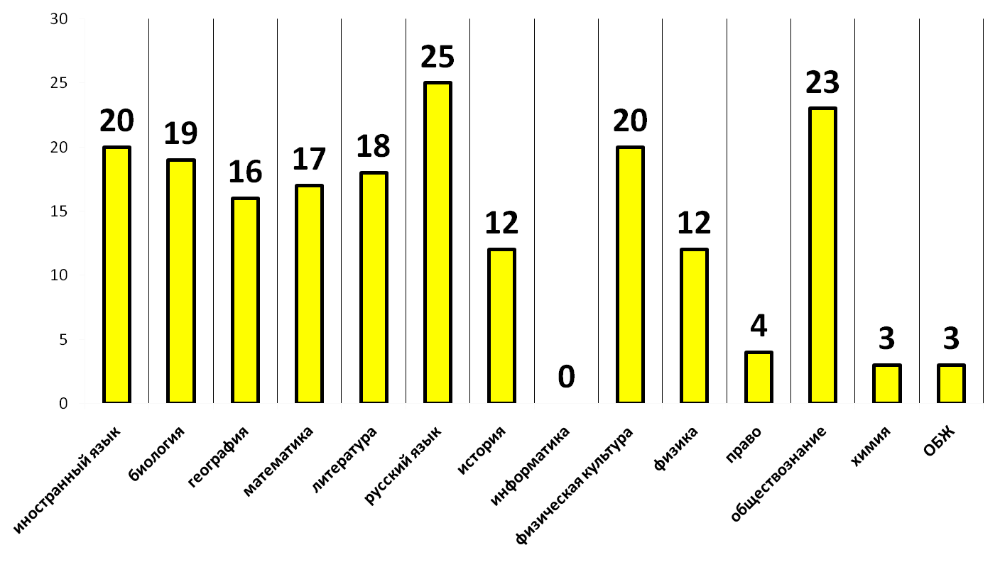 30
25
20
15
10
5
0
20
19
16
17
18
25
12
0
20
12
4
23
3
3
иностранный язык
биология
география
математика
литература
русский язык
история
информатика
физическая культура
физика
право
обществознание
химия
ОБЖ